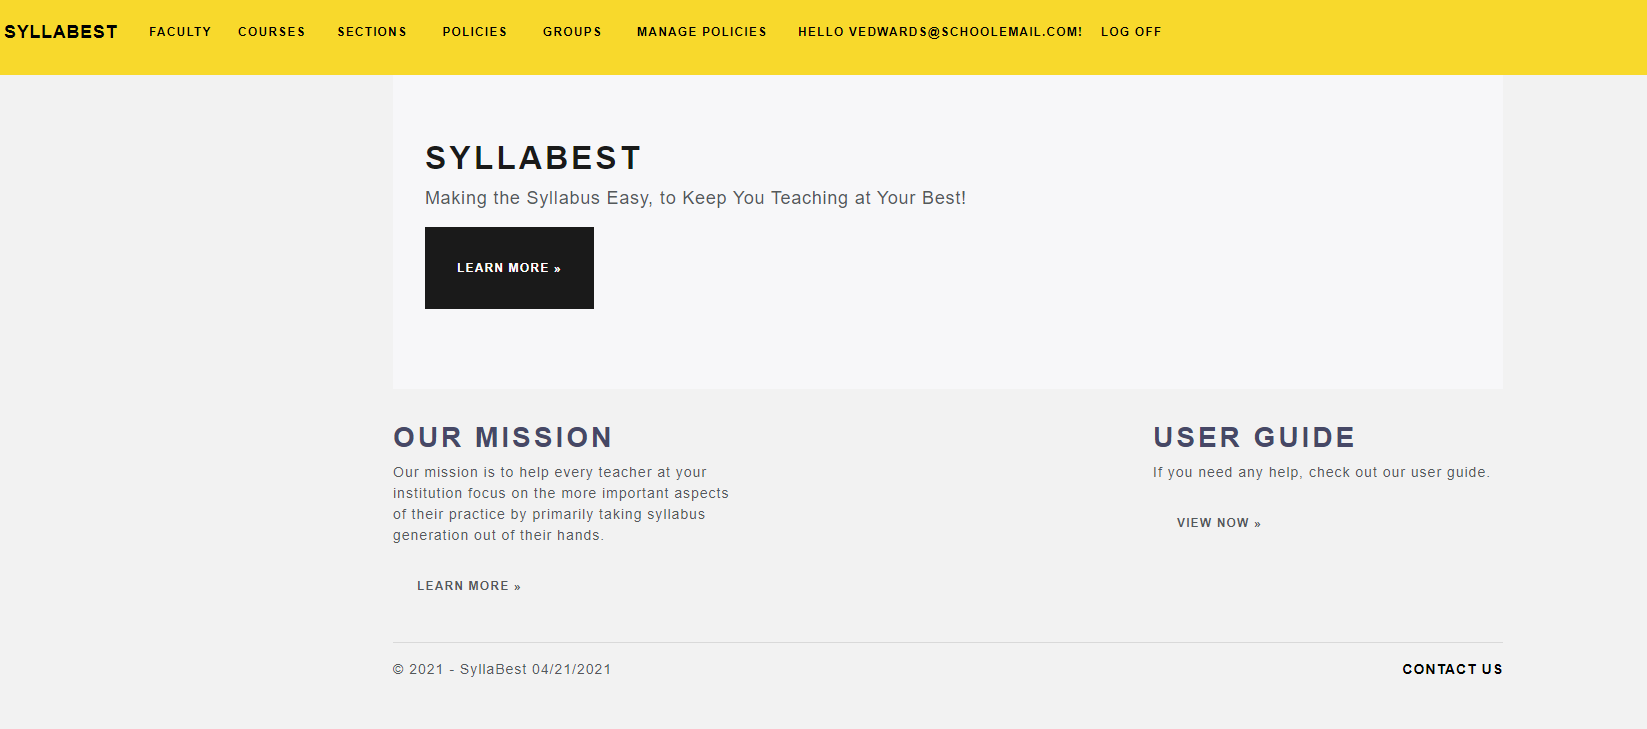 SYLLABEST FACULTY COURSES SECTIONS POLICIES GROUPS MANAGE POLICIES HELLO VEDWARDS@SCHOOLEMAIL.COM! LOG OFF
SYLLABEST
Making the Syllabus Easy, to Keep You Teaching at Your Best!
LEARN MORE »
OUR MISSION
Our mission is to help every teacher at your
institution focus on the more important aspects
of their practice by primarily taking syllabus
generation out of their hands.
LEARN MORE »
USER GUIDE
If you need any help, check out our user guide.
VIEW NOW »
© 2021 - SyllaBest 04/21/2021
CONTACT US